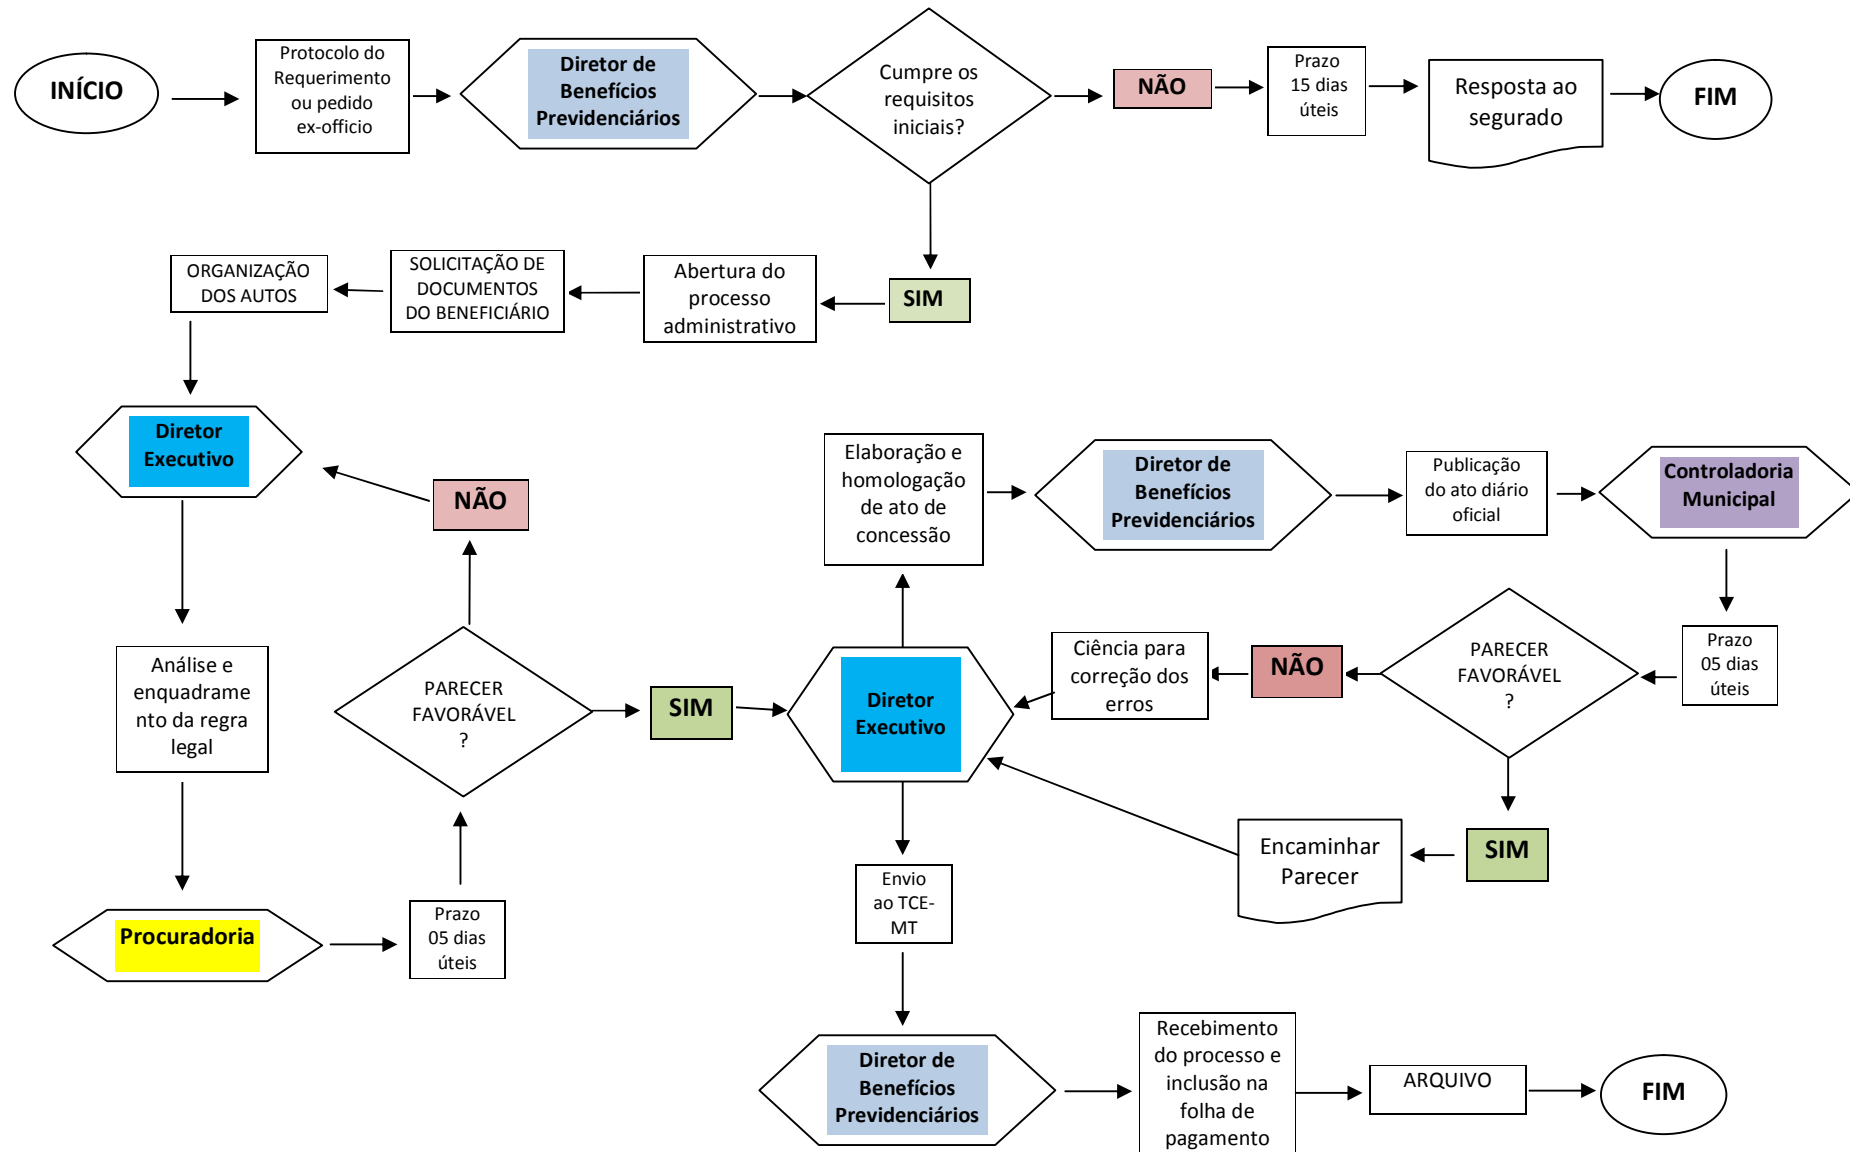 INÍCIO
Protocolo do
Requerimento
ou pedido
ex-officio
Diretor de
Benefícios
Previdenciários
Cumpre os
requisitos
iniciais?
NÃO
Prazo
15 dias
úteis
Resposta ao
segurado
FIM
ORGANIZAÇÃO
DOS AUTOS
SOLICITAÇÃO DE
DOCUMENTOS
DO BENEFICIÁRIO
Abertura do
processo
administrativo
SIM
Diretor
Executivo
NÃO
Elaboração e
homologação
de ato de
concessão
Diretor de
Benefícios
Previdenciários
Publicação
do ato diário
oficial
Controladoria
Municipal
Análise e
enquadrame
nto da regra
legal
PARECER
FAVORÁVEL
?
SIM
Diretor
Executivo
Ciência para
correção dos
erros
NÃO
PARECER
FAVORÁVEL
?
Prazo
05 dias
úteis
Encaminhar
Parecer
SIM
Procuradoria
Prazo
05 dias
úteis
Envio
ao TCE-
MT
Diretor de
Benefícios
Previdenciários
Recebimento
do processo e
inclusão na
folha de
pagamento
ARQUIVO
FIM